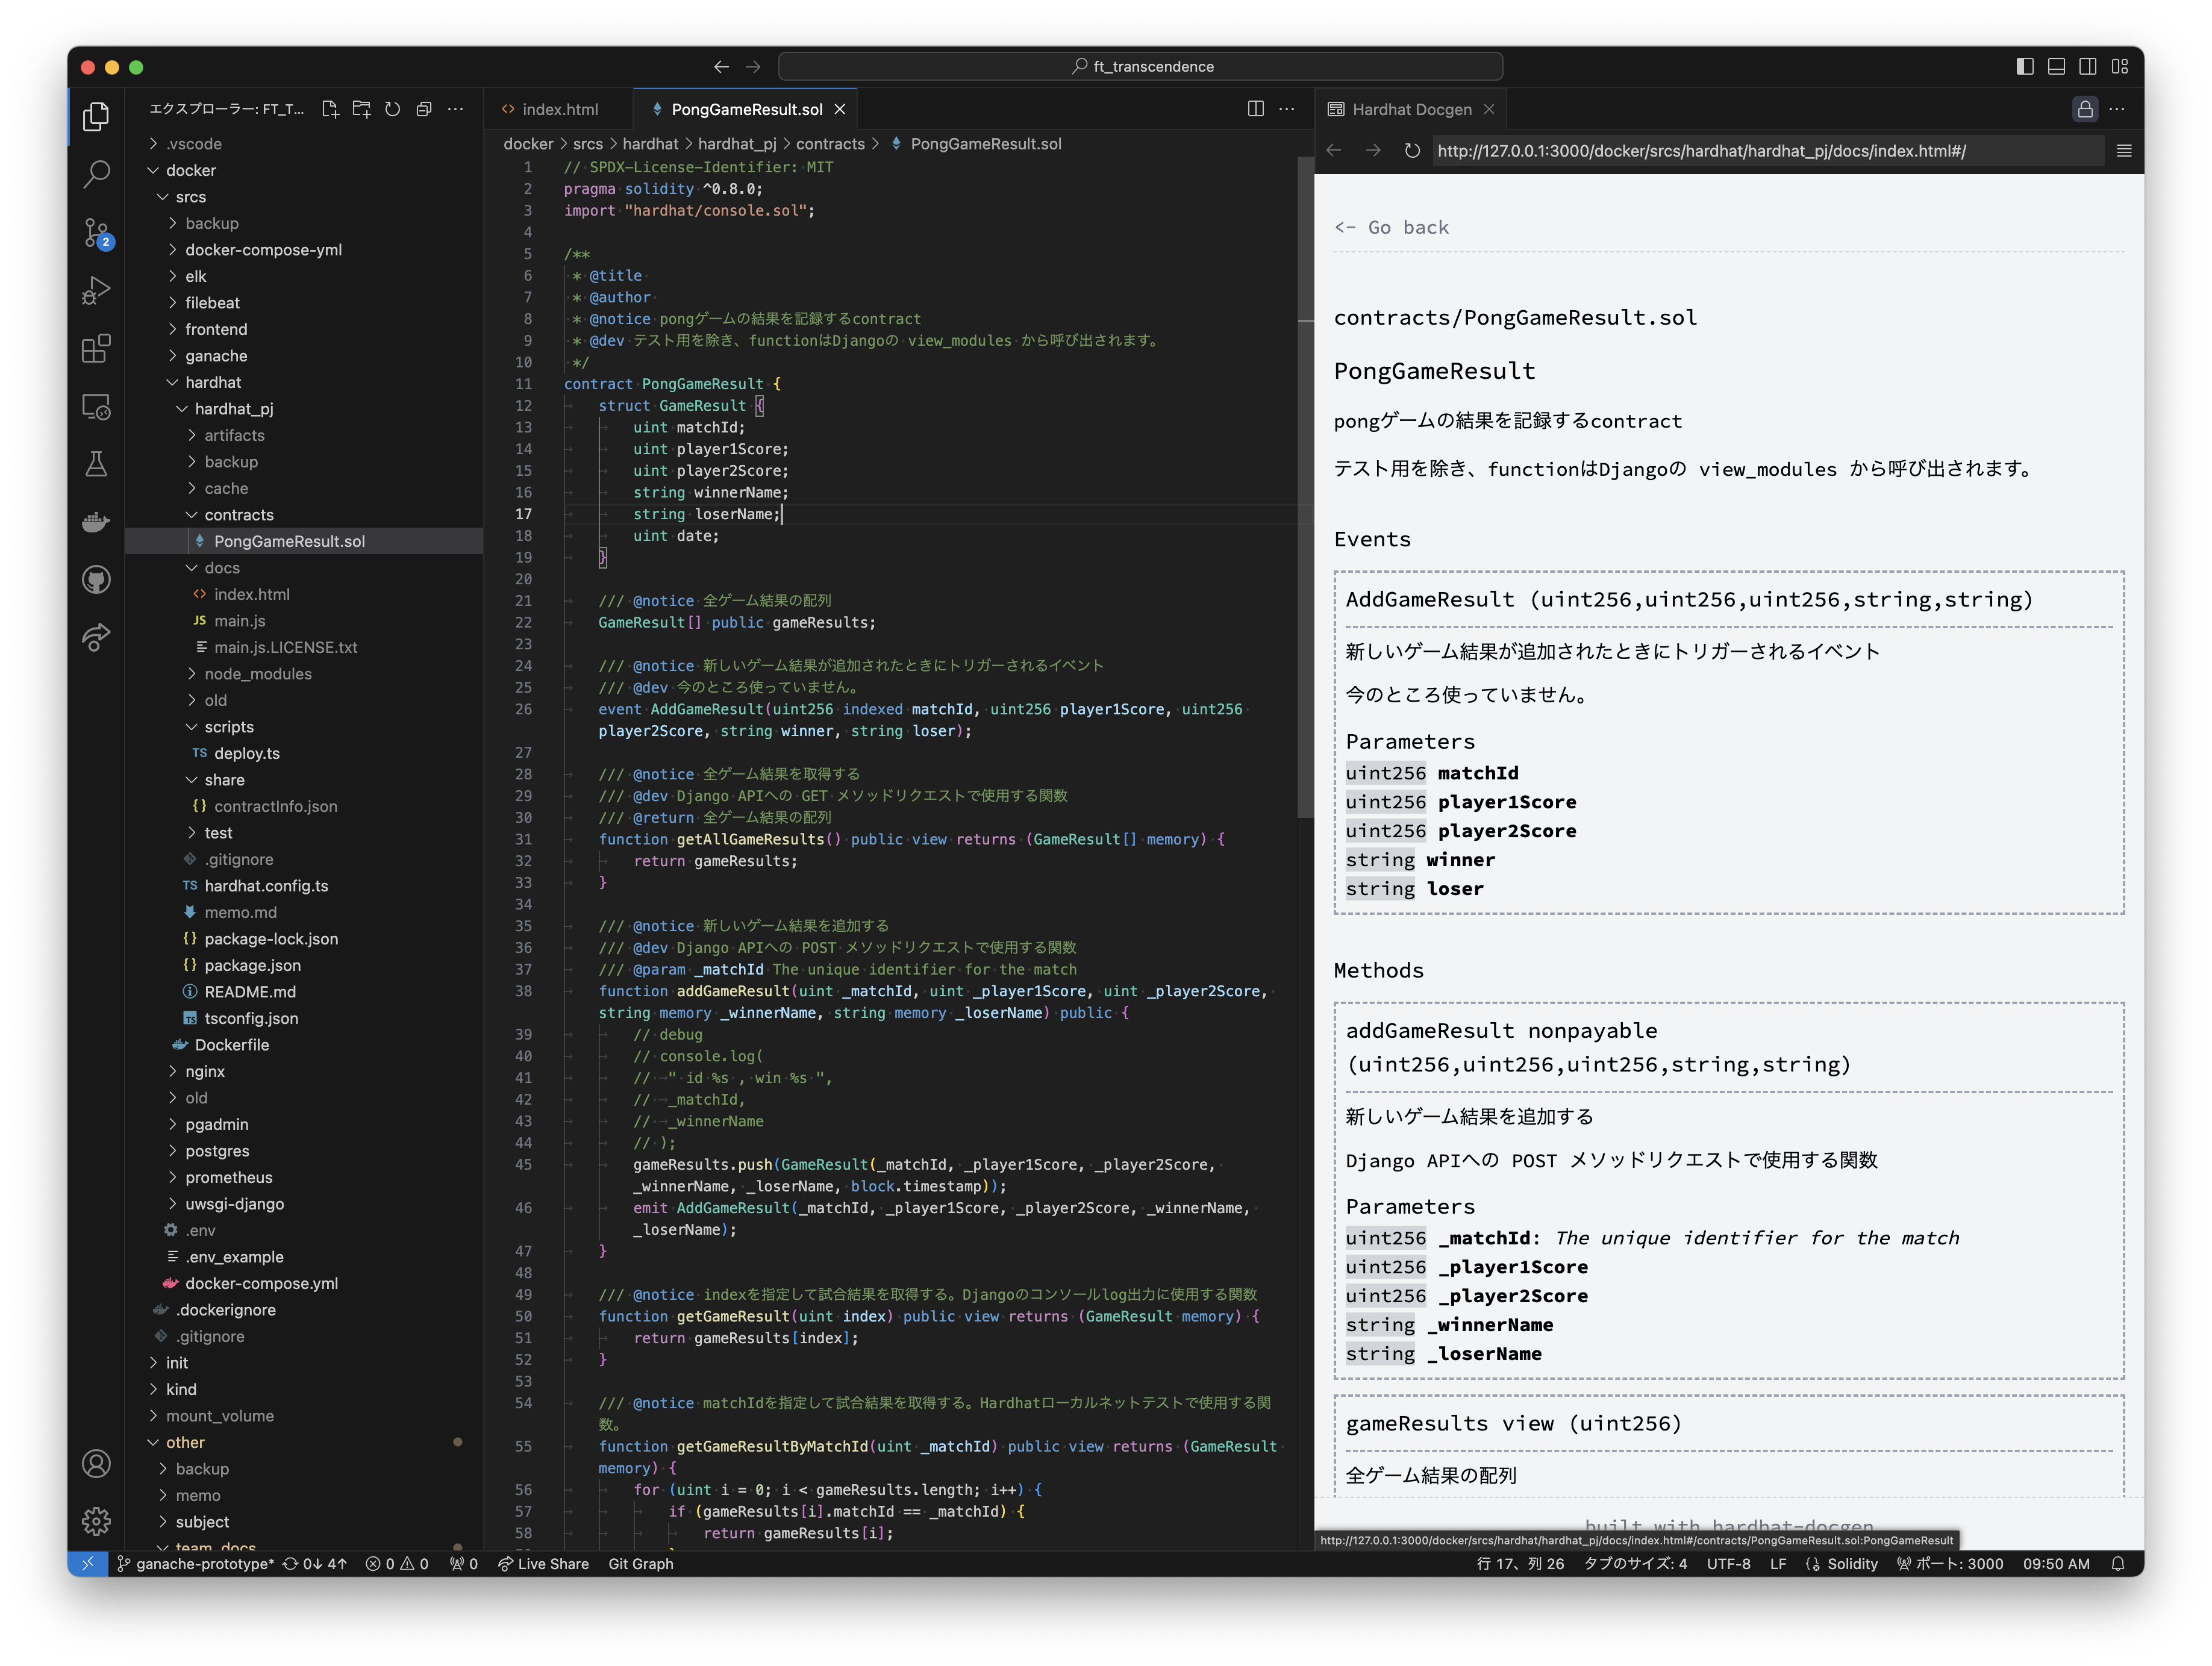 ft_transcendence
エクスプローラー: FT_T...
.vscode
docker
srcs
backup
docker-compose-yml
elk
filebeat
frontend
ganache
hardhat
hardhat_pj
artifacts
backup
cache
contracts
PongGameResult.sol
docs
index.html
JS main.js
main.js.LICENSE.txt
node_modules
old
scripts
TS deploy.ts
share
{} contractInfo.json
test
.gitignore
TS hardhat.config.ts
memo.md
{} package-lock.json
{} package.json
README.md
TS tsconfig.json
Dockerfile
nginx
old
pgadmin
postgres
prometheus
uwsgi-django
.env
.env_example
docker-compose.yml
.dockerignore
.gitignore
init
kind
mount_volume
other
backup
memo
subject
team_docs
2
index.html
PongGameResult.sol
docker > srcs > hardhat > hardhat_pj > contracts > PongGameResult.sol
1 // SPDX-License-Identifier: MIT
2 pragma solidity ^0.8.0;
3 import "hardhat/console.sol";
4
5 /**
6 * @title
7 * @author
8 * @notice pongゲームの結果を記録するcontract
9 * @dev テスト用を除き、functionはDjangoの view_modules から呼び出されます。
10 */
11 contract PongGameResult {
12 struct GameResult {
13 uint matchId;
14 uint player1Score;
15 uint player2Score;
16 string winnerName;
17 string loserName;
18 uint date;
19 }
20
21 /// @notice 全ゲーム結果の配列
22 GameResult[] public gameResults;
23
24 /// @notice 新しいゲーム結果が追加されたときにトリガーされるイベント
25 /// @dev 今のところ使っていません。
26 event AddGameResult(uint256 indexed matchId, uint256 player1Score, uint256
player2Score, string winner, string loser);
27
28 /// @notice 全ゲーム結果を取得する
29 /// @dev Django APIへの GET メソッドリクエストで使用する関数
30 /// @return 全ゲーム結果の配列
31 function getAllGameResults() public view returns (GameResult[] memory) {
32 return gameResults;
33 }
34
35 /// @notice 新しいゲーム結果を追加する
36 /// @dev Django APIへの POST メソッドリクエストで使用する関数
37 /// @param _matchId The unique identifier for the match
38 function addGameResult(uint _matchId, uint _player1Score, uint _player2Score,
string memory _winnerName, string memory _loserName) public {
39 // debug
40 // console.log(
41 // " id %s , win %s ",
42 // _matchId,
43 // _winnerName
44 // );
45 gameResults.push(GameResult(_matchId, _player1Score, _player2Score,
_winnerName, _loserName, block.timestamp));
46 emit AddGameResult(_matchId, _player1Score, _player2Score, _winnerName,
_loserName);
47 }
48
49 /// @notice indexを指定して試合結果を取得する。Djangoのコンソールlog出力に使用する関数
50 function getGameResult(uint index) public view returns (GameResult memory) {
51 return gameResults[index];
52 }
53
54 /// @notice matchIdを指定して試合結果を取得する。Hardhatローカルネットテストで使用する関
数。
55 function getGameResultByMatchId(uint _matchId) public view returns (GameResult
memory) {
56 for (uint i = 0; i < gameResults.length; i++) {
57 if (gameResults[i].matchId == _matchId) {
58 return gameResults[i];
Hardhat Docgen
http://127.0.0.1:3000/docker/srcs/hardhat/hardhat_pj/docs/index.html#/
<- Go back
contracts/PongGameResult.sol
PongGameResult
pongゲームの結果を記録するcontract
テスト用を除き、functionはDjangoの view_modules から呼び出されます。
Events
AddGameResult (uint256,uint256,uint256,string,string)
新しいゲーム結果が追加されたときにトリガーされるイベント
今のところ使っていません。
Parameters
uint256 matchId
uint256 player1Score
uint256 player2Score
string winner
string loser
Methods
addGameResult nonpayable
(uint256,uint256,uint256,string,string)
新しいゲーム結果を追加する
Django APIへの POST メソッドリクエストで使用する関数
Parameters
uint256 _matchId: The unique identifier for the match
uint256 _player1Score
uint256 _player2Score
string _winnerName
string _loserName
gameResults view (uint256)
全ゲーム結果の配列
built with hardhat-docgen
http://127.0.0.1:3000/docker/srcs/hardhat/hardhat_pj/docs/index.html#/contracts/PongGameResult.sol:PongGameResult
ganache-prototype* 0↓ 4↑ 0 0 0 Live Share Git Graph
行 17、列 26 タブのサイズ: 4 UTF-8 LF Solidity ポート: 3000 09:50 AM